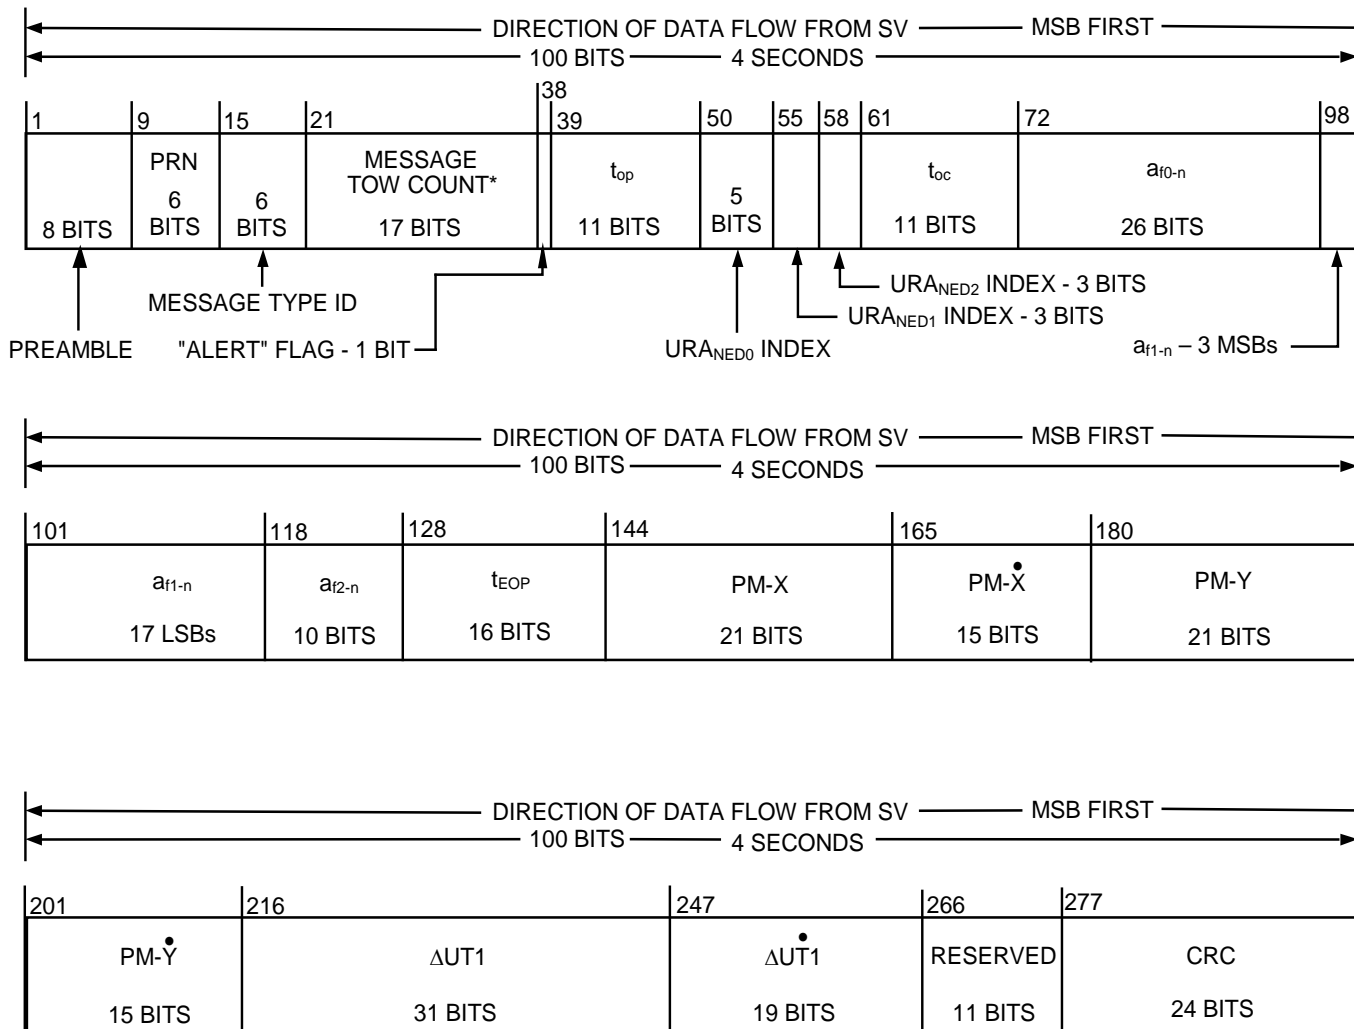 DIRECTION OF DATA FLOW FROM SV MSB FIRST
100 BITS 4 SECONDS
38
1 9 15 21 39 50 55 58 61 72 98
PRN
6
BITS
MESSAGE
TOW COUNT*
17 BITS
8 BITS
6
BITS
top
11 BITS
5
BITS
toc
11 BITS
af0-n
26 BITS
URANED2 INDEX - 3 BITS
MESSAGE TYPE ID
URANED1 INDEX - 3 BITS
PREAMBLE
"ALERT" FLAG - 1 BIT
URANED0 INDEX
af1-n – 3 MSBs
DIRECTION OF DATA FLOW FROM SV MSB FIRST
100 BITS 4 SECONDS
101 118 128 144 165 180
af1-n
17 LSBs
af2-n
10 BITS
tEOP
16 BITS
PM-X
21 BITS
PM-Ẋ
15 BITS
PM-Y
21 BITS
DIRECTION OF DATA FLOW FROM SV MSB FIRST
100 BITS 4 SECONDS
201 216 247 266 277
PM-Ẏ
15 BITS
ΔUT1
31 BITS
ΔUṪ1
19 BITS
RESERVED
11 BITS
CRC
24 BITS